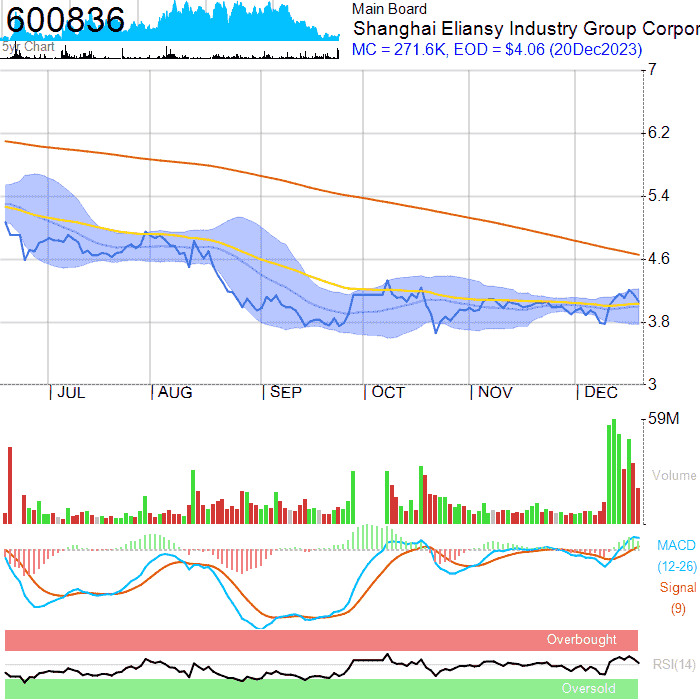 600836
5yr Chart
Main Board
Shanghai Eliansy Industry Group Corpor
MC = 271.6K, EOD = $4.06 (20Dec2023)
7
6.2
5.4
4.6
3.8
3
JUL AUG SEP OCT NOV DEC
59M
Volume
MACD
(12-26)
Signal
(9)
Overbought
RSI(14)
Oversold